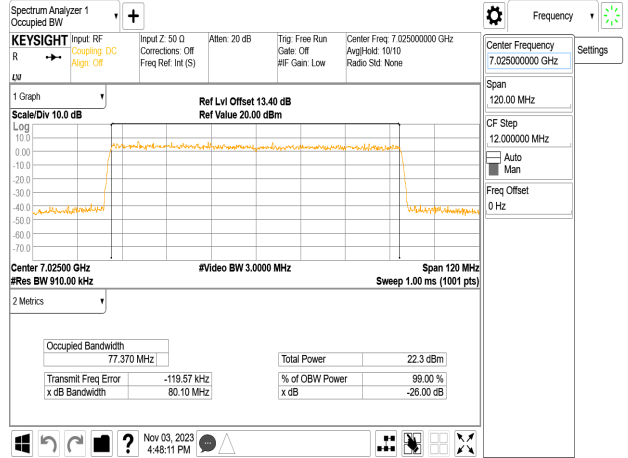 Spectrum Analyzer 1
Occupied BW
Frequency
KEYSIGHT
R
LXI
Input: RF
Coupling: DC
Align: Off
Input Z: 50 Ω
Corrections: Off
Freq Ref: Int (S)
Atten: 20 dB
Trig: Free Run
Gate: Off
#IF Gain: Low
Center Freq: 7.025000000 GHz
Avg|Hold: 10/10
Radio Std: None
Center Frequency
7.025000000 GHz
Settings
Span
120.00 MHz
CF Step
12.000000 MHz
Auto
Man
Freq Offset
0 Hz
1 Graph
Scale/Div 10.0 dB
Ref Lvl Offset 13.40 dB
Ref Value 20.00 dBm
Log
10.0
0.00
-10.0
-20.0
-30.0
-40.0
-50.0
-60.0
-70.0
Center 7.02500 GHz
#Video BW 3.0000 MHz
Span 120 MHz
#Res BW 910.00 kHz
Sweep 1.00 ms (1001 pts)
2 Metrics
Occupied Bandwidth
77.370 MHz
Total Power 22.3 dBm
Transmit Freq Error -119.57 kHz
% of OBW Power 99.00 %
x dB Bandwidth 80.10 MHz
x dB -26.00 dB
?
Nov 03, 2023
4:48:11 PM